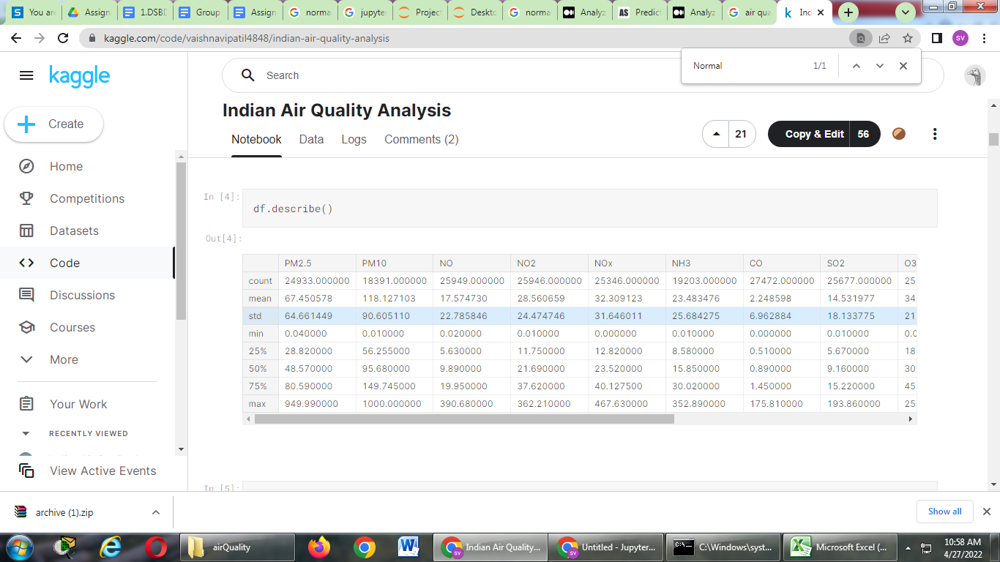 You are
Assign
1.DSBD
Group
Assign
norma
jupyte
Project
Deskto
norma
Analyz
AS Predic
Analyz
air qua
Ind
kaggle.com/code/vaishnavipatil4848/indian-air-quality-analysis
SV
Normal 1/1
kaggle
Search
Create
Home
Competitions
Datasets
Code
Discussions
Courses
More
Your Work
RECENTLY VIEWED
View Active Events
Indian Air Quality Analysis
Notebook Data Logs Comments (2)
21
Copy & Edit 56
In [4]:
df.describe()
Out[4]:
PM2.5 PM10 NO NO2 NOx NH3 CO SO2 O3
count 24933.000000 18391.000000 25949.000000 25946.000000 25346.000000 19203.000000 27472.000000 25677.000000 25
mean 67.450578 118.127103 17.574730 28.560659 32.309123 23.483476 2.248598 14.531977 34.
std 64.661449 90.605110 22.785846 24.474746 31.646011 25.684275 6.962884 18.133775 21
min 0.040000 0.010000 0.020000 0.010000 0.000000 0.010000 0.000000 0.010000 0.0
25% 28.820000 56.255000 5.630000 11.750000 12.820000 8.580000 0.510000 5.670000 18
50% 48.570000 95.680000 9.890000 21.690000 23.520000 15.850000 0.890000 9.160000 30
75% 80.590000 149.745000 19.950000 37.620000 40.127500 30.020000 1.450000 15.220000 45
max 949.990000 1000.000000 390.680000 362.210000 467.630000 352.890000 175.810000 193.860000 25
In [5]:
archive (1).zip
Show all
airQuality
Indian Air Quality...
Untitled - Jupyter...
C:\Windows\syst...
Microsoft Excel (...
10:58 AM
4/27/2022